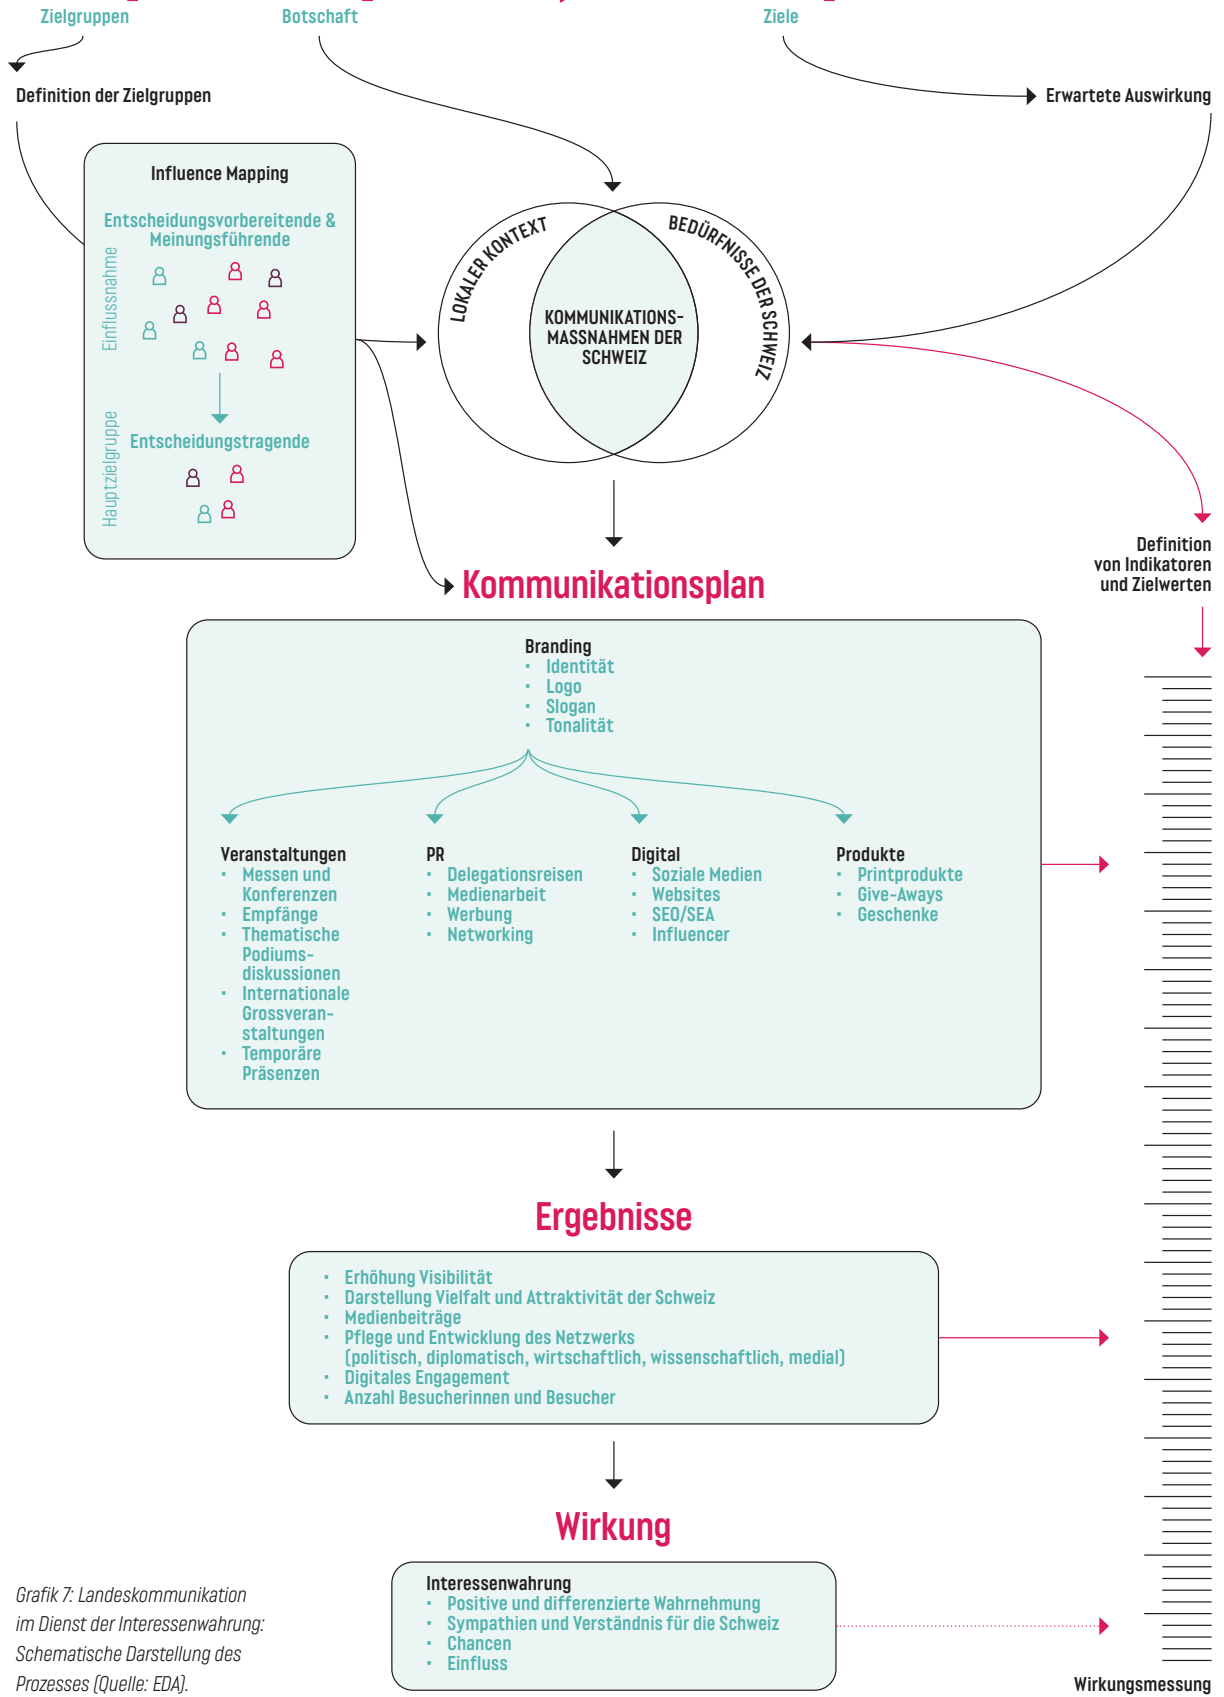 Zielgruppen
Botschaft
Ziele
Definition der Zielgruppen
Erwartete Auswirkung
Influence Mapping
Entscheidungsvorbereitende &
Meinungsführende
Einflussnahme
Entscheidungstragende
Hauptzielgruppe
LOKALER KONTEXT
BEDÜRFNISSE DER SCHWEIZ
KOMMUNIKATIONS-
MASSNAHMEN DER
SCHWEIZ
Definition
von Indikatoren
und Zielwerten
Kommunikationsplan
Branding
▪ Identität
▪ Logo
▪ Slogan
▪ Tonalität
Veranstaltungen
▪ Messen und
Konferenzen
▪ Empfänge
▪ Thematische
Podiums-
diskussionen
▪ Internationale
Grossveran-
staltungen
▪ Temporäre
Präsenzen
PR
▪ Delegationsreisen
▪ Medienarbeit
▪ Werbung
▪ Networking
Digital
▪ Soziale Medien
▪ Websites
▪ SEO/SEA
▪ Influencer
Produkte
▪ Printprodukte
▪ Give-Aways
▪ Geschenke
Ergebnisse
▪ Erhöhung Visibilität
▪ Darstellung Vielfalt und Attraktivität der Schweiz
▪ Medienbeiträge
▪ Pflege und Entwicklung des Netzwerks
(politisch, diplomatisch, wirtschaftlich, wissenschaftlich, medial)
▪ Digitales Engagement
▪ Anzahl Besucherinnen und Besucher
Wirkung
Interessenwahrung
▪ Positive und differenzierte Wahrnehmung
▪ Sympathien und Verständnis für die Schweiz
▪ Chancen
▪ Einfluss
Grafik 7: Landeskommunikation
im Dienst der Interessenwahrung:
Schematische Darstellung des
Prozesses (Quelle: EDA).
Wirkungsmessung